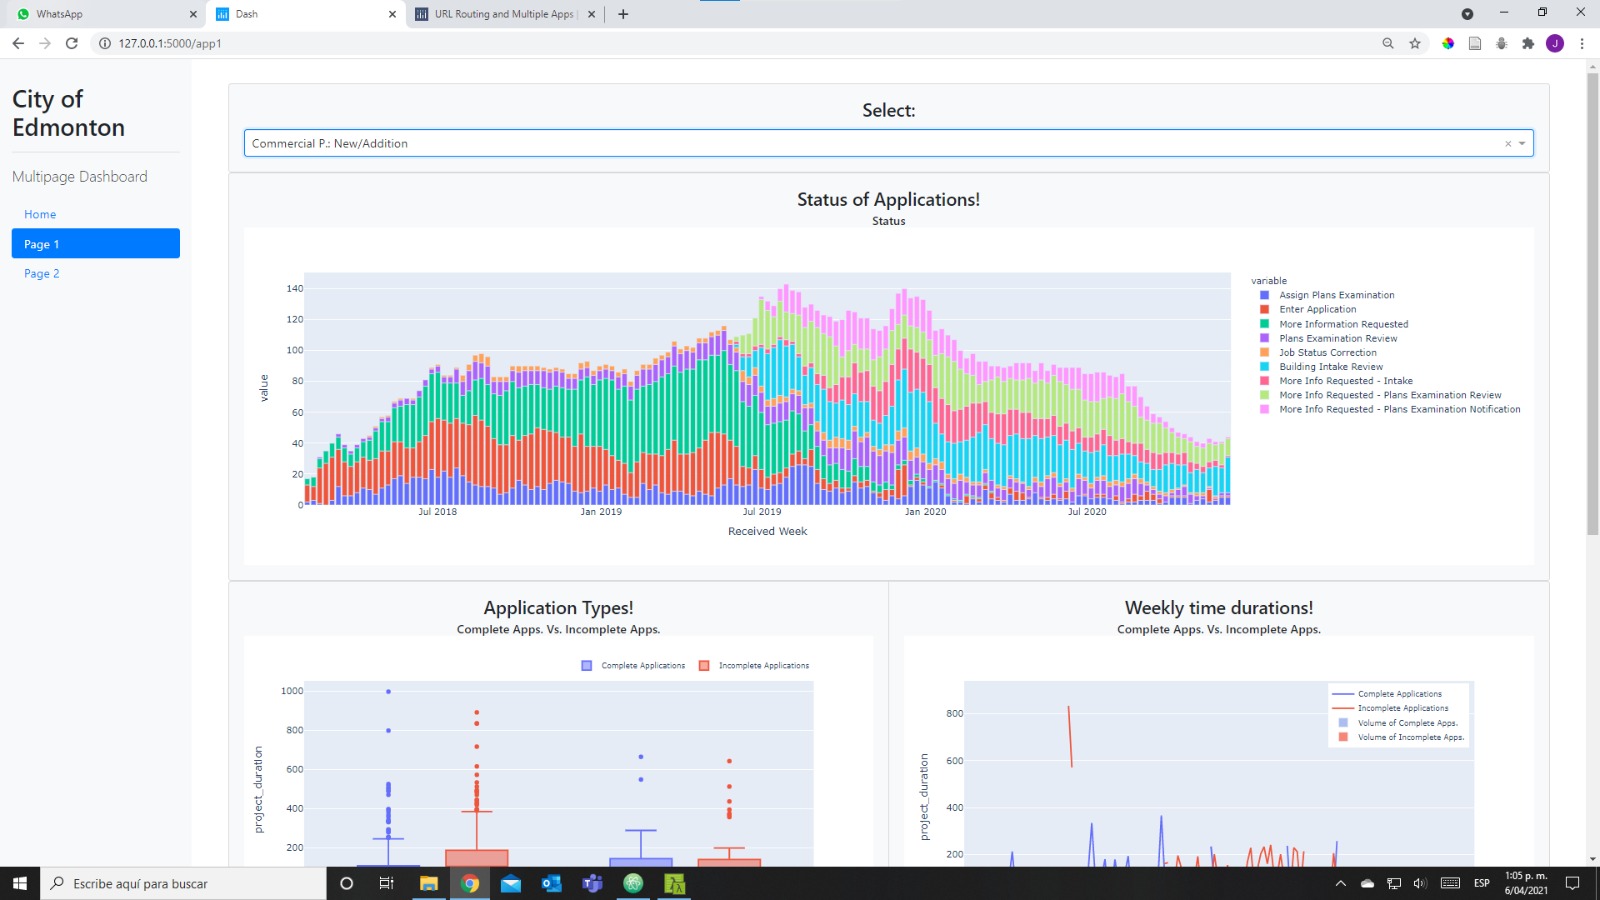 WhatsApp
Dash
URL Routing and Multiple Apps |
127.0.0.1:5000/app1
J
City of
Edmonton
Multipage Dashboard
Home
Page 1
Page 2
Select:
Commercial P.: New/Addition
Status of Applications!
Status
value
140
120
100
80
60
40
20
0
Jul 2018
Jan 2019
Jul 2019
Jan 2020
Jul 2020
Received Week
variable
Assign Plans Examination
Enter Application
More Information Requested
Plans Examination Review
Job Status Correction
Building Intake Review
More Info Requested - Intake
More Info Requested - Plans Examination Review
More Info Requested - Plans Examination Notification
Application Types!
Complete Apps. Vs. Incomplete Apps.
Complete Applications
Incomplete Applications
project_duration
1000
800
600
400
200
Weekly time durations!
Complete Apps. Vs. Incomplete Apps.
project_duration
800
600
400
200
Complete Applications
Incomplete Applications
Volume of Complete Apps.
Volume of Incomplete Apps.
Escribe aquí para buscar
ESP
1:05 p. m.
6/04/2021